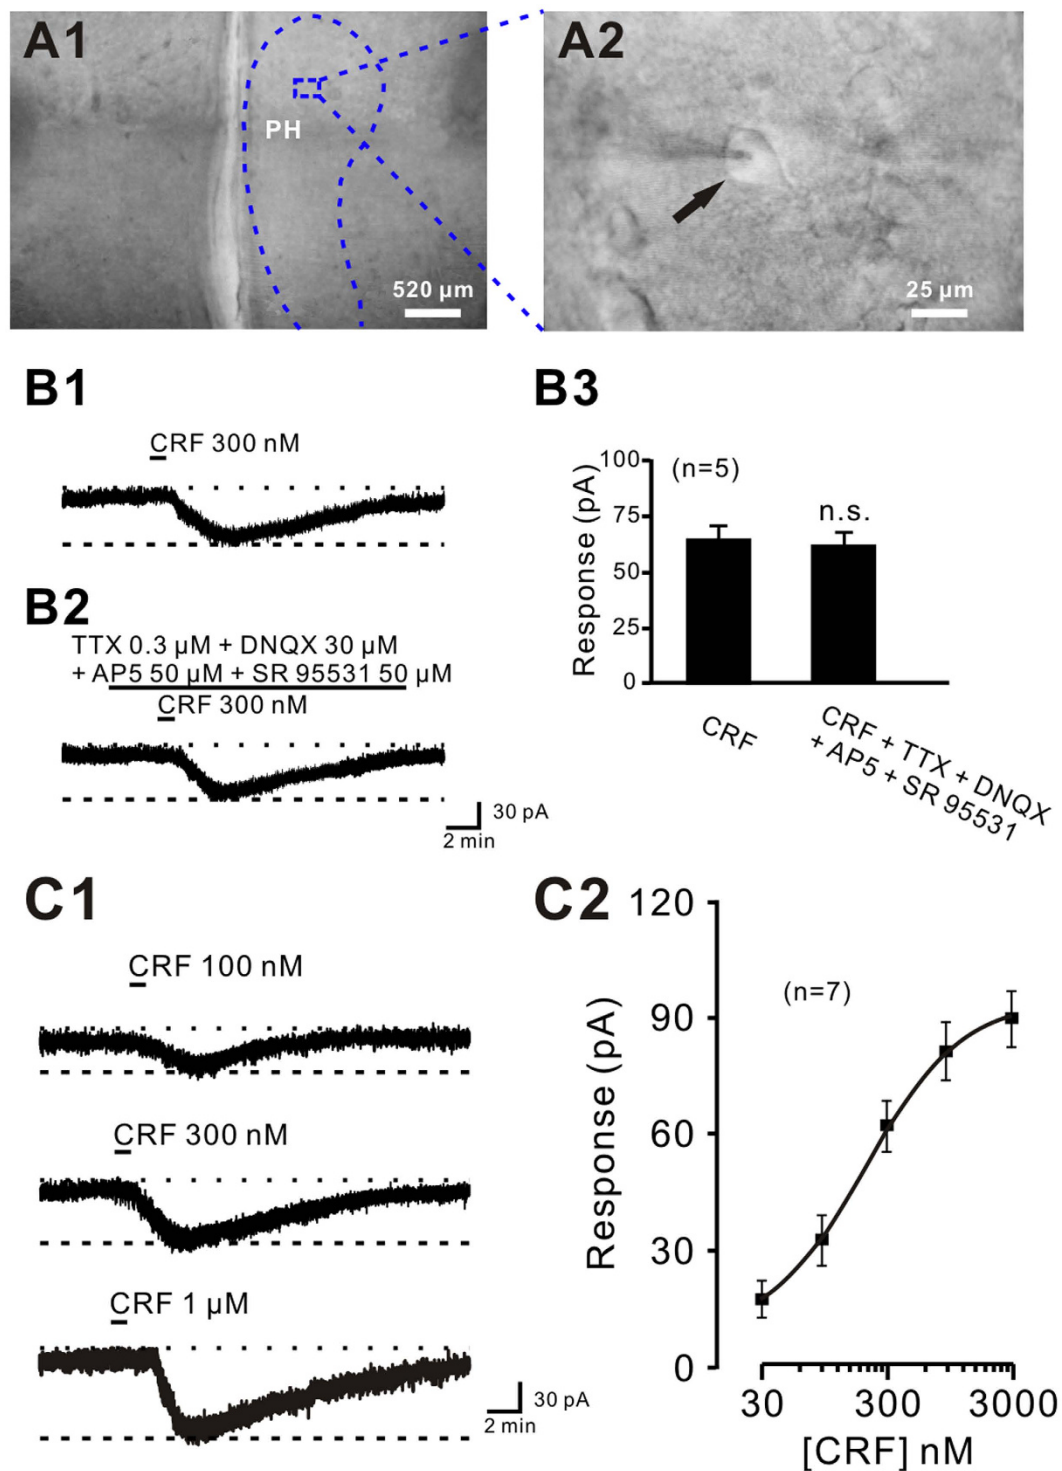 A1
PH
520 µm
A2
25 µm
B1
CRF 300 nM
B2
TTX 0.3 µM + DNQX 30 µM
+ AP5 50 µM + SR 95531 50 µM
CRF 300 nM
30 pA
2 min
B3
Response (pA)
100
75
50
25
0
(n=5)
n.s.
CRF
CRF + TTX + DNQX
+ AP5 + SR 95531
C1
CRF 100 nM
CRF 300 nM
CRF 1 µM
30 pA
2 min
C2
Response (pA)
120
90
60
30
0
(n=7)
30
300
3000
[CRF] nM